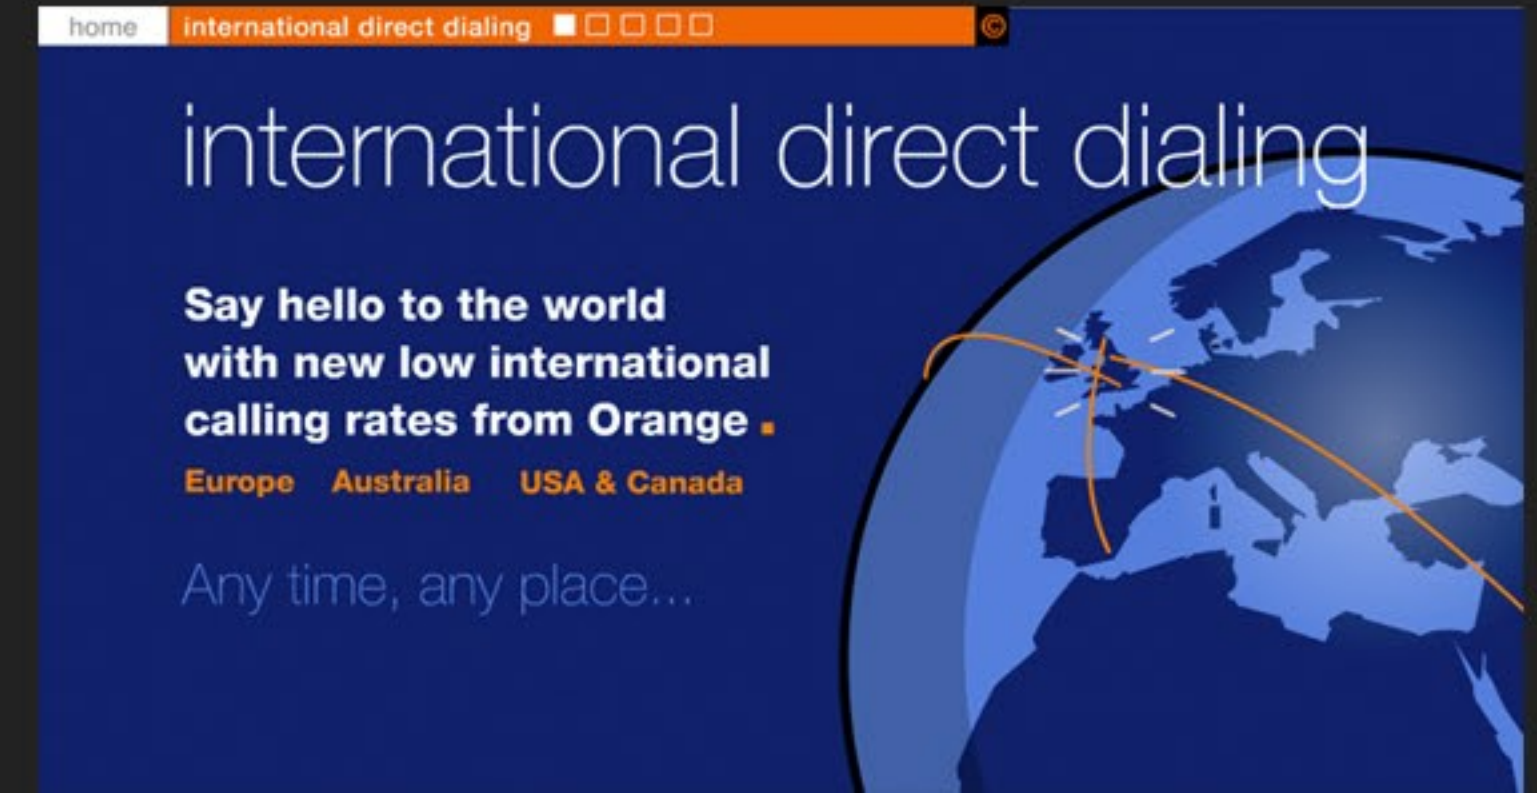 home international direct dialing ©
international direct dialing
Say hello to the world
with new low international
calling rates from Orange .
Europe Australia USA & Canada
Any time, any place...